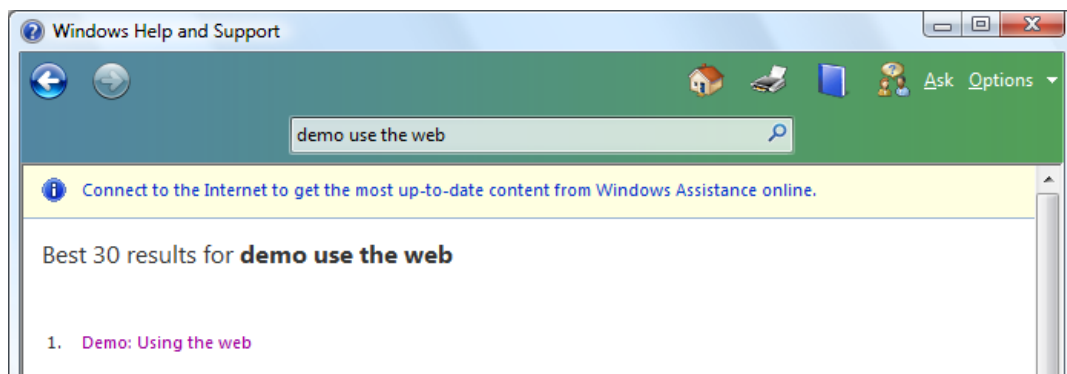 Windows Help and Support
Ask Options
demo use the web
Connect to the Internet to get the most up-to-date content from Windows Assistance online.
Best 30 results for demo use the web
1. Demo: Using the web